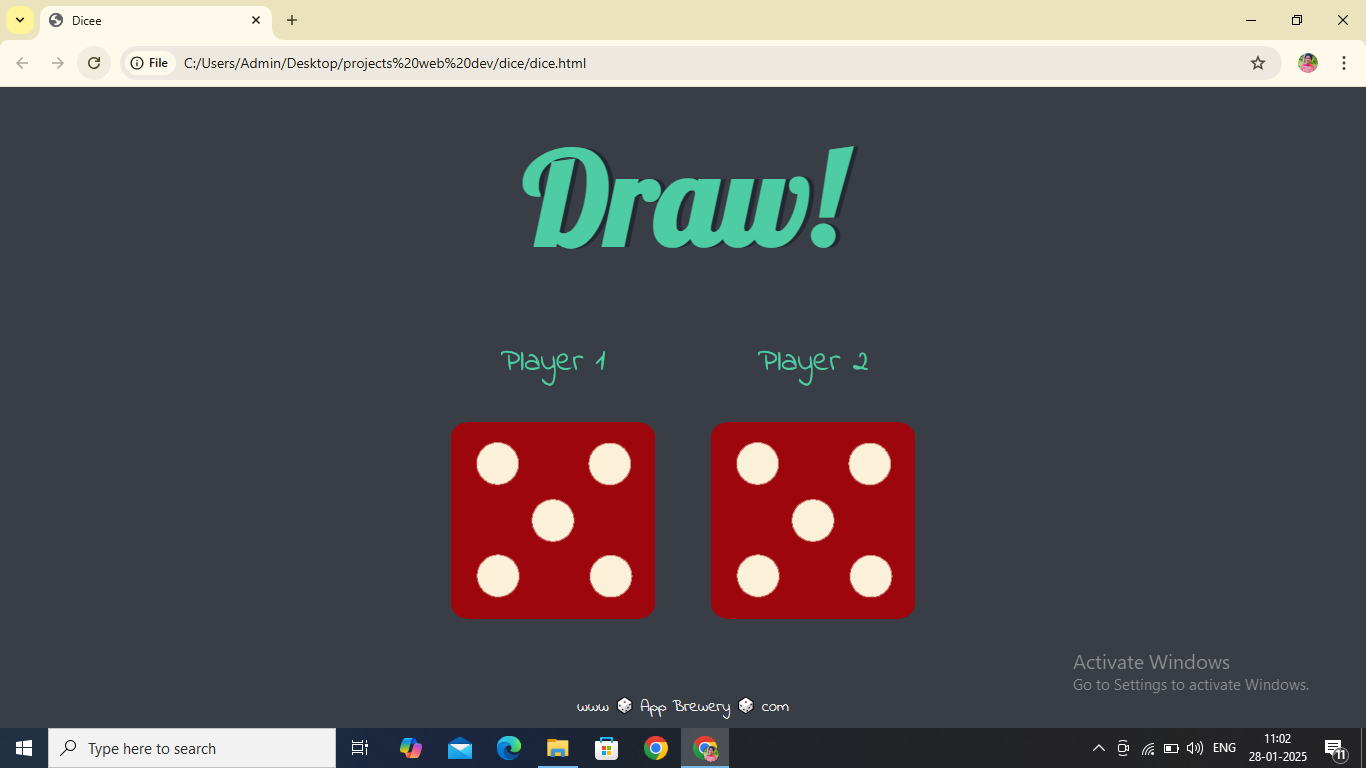 Dicee
File C:/Users/Admin/Desktop/projects%20web%20dev/dice/dice.html
Draw!
Player 1 Player 2
Activate Windows
Go to Settings to activate Windows.
www App Brewery com
Type here to search
ENG
11:02
28-01-2025
11